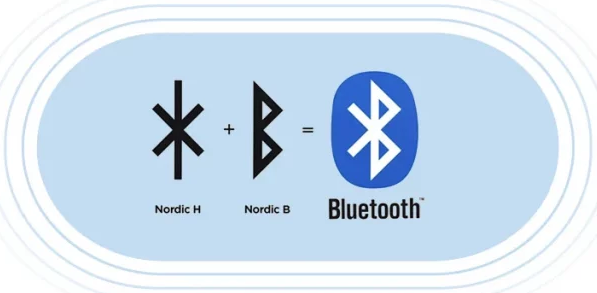 + =
Nordic H Nordic B Bluetooth™